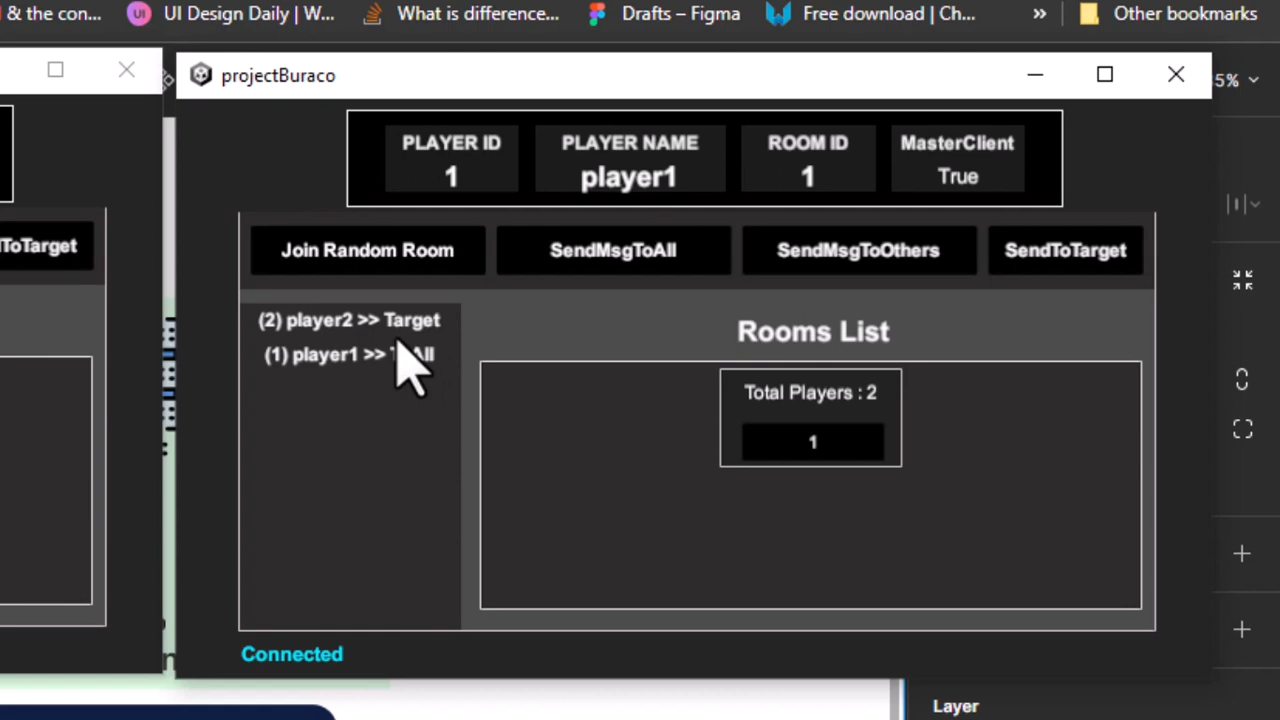 & the con...
UI Design Daily | W...
What is difference...
Drafts – Figma
Free download | Ch...
»
Other bookmarks
projectBuraco
5%
PLAYER ID
1
PLAYER NAME
player1
ROOM ID
1
MasterClient
True
ToTarget
Join Random Room
SendMsgToAll
SendMsgToOthers
SendToTarget
(2) player2 >> Target
(1) player1 >> All
Rooms List
Total Players : 2
1
Connected
Layer